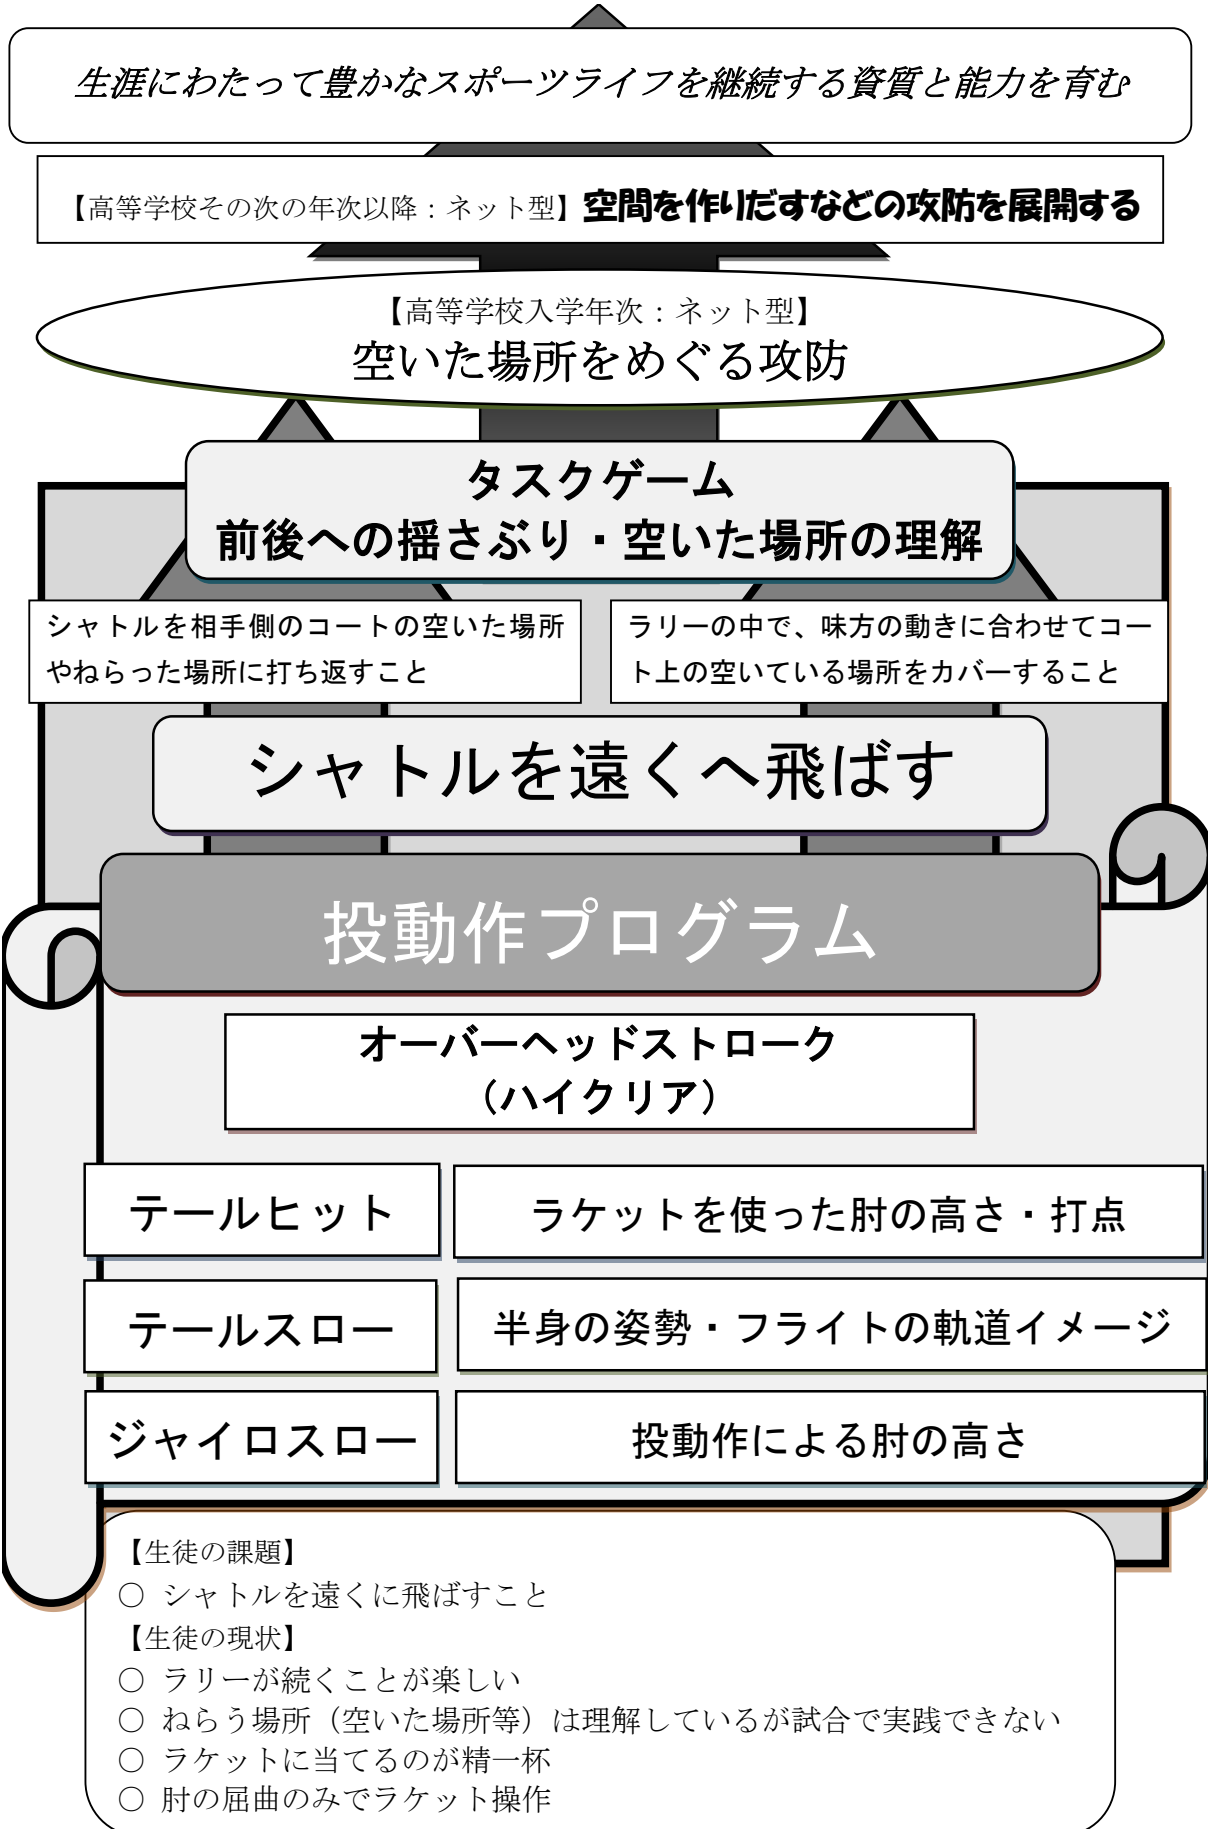 生涯にわたって豊かなスポーツライフを継続する資質と能力を育む
【高等学校その次の年次以降：ネット型】空間を作りだすなどの攻防を展開する
【高等学校入学年次：ネット型】
空いた場所をめぐる攻防
タスクゲーム
前後への揺さぶり・空いた場所の理解
シャトルを相手側のコートの空いた場所
やねらった場所に打ち返すこと
ラリーの中で、味方の動きに合わせてコー
ト上の空いている場所をカバーすること
シャトルを遠くへ飛ばす
投動作プログラム
オーバーヘッドストローク
（ハイクリア）
テールヒット
ラケットを使った肘の高さ・打点
テールスロー
半身の姿勢・フライトの軌道イメージ
ジャイロスロー
投動作による肘の高さ
【生徒の課題】
○ シャトルを遠くに飛ばすこと
【生徒の現状】
○ ラリーが続くことが楽しい
○ ねらう場所（空いた場所等）は理解しているが試合で実践できない
○ ラケットに当てるのが精一杯
○ 肘の屈曲のみでラケット操作